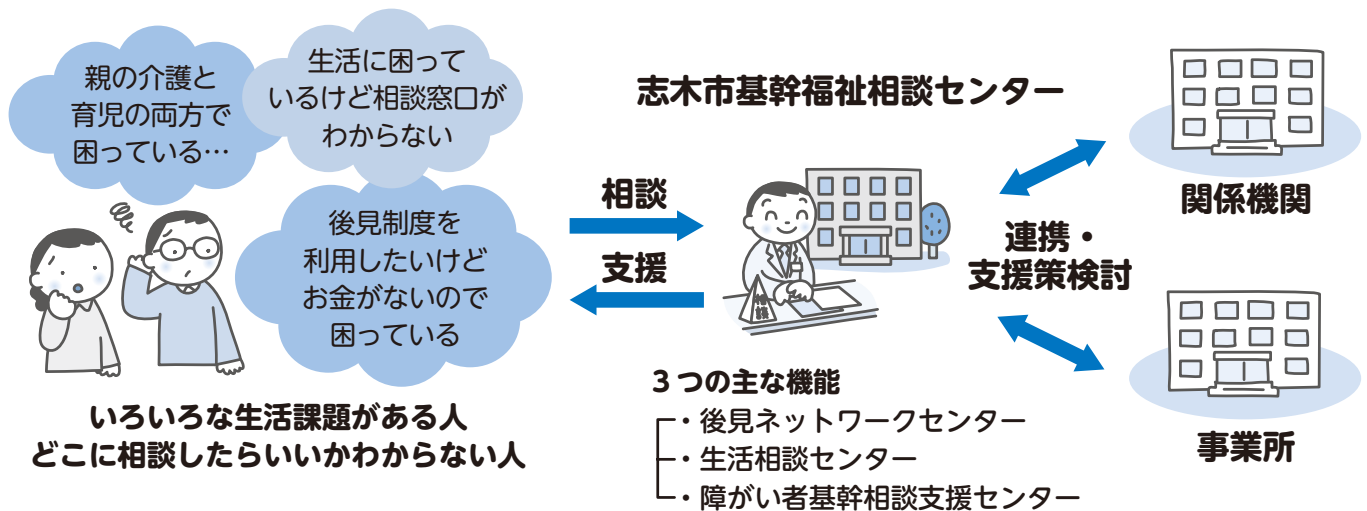 親の介護と
育児の両方で
困っている…
生活に困って
いるけど相談窓口が
わからない
後見制度を
利用したいけど
お金がないので
困っている
いろいろな生活課題がある人
どこに相談したらいいかわからない人
相談
支援
志木市基幹福祉相談センター
相談
３つの主な機能
・後見ネットワークセンター
・生活相談センター
・障がい者基幹相談支援センター
連携・
支援策検討
関係機関
事業所